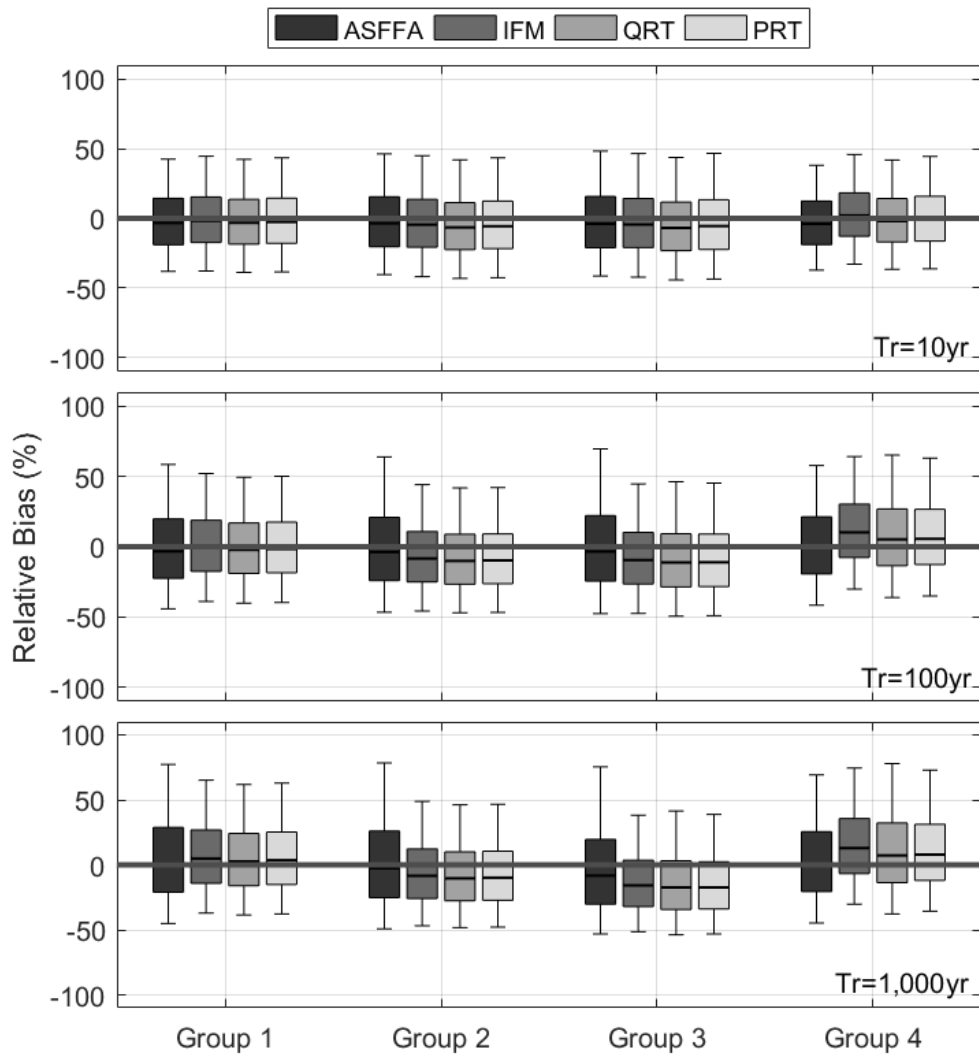 ASFFA IFM QRT PRT
100
50
0
-50
-100
Tr=10yr
100
50
0
-50
-100
Tr=100yr
Relative Bias (%)
100
50
0
-50
-100
Tr=1,000yr
Group 1 Group 2 Group 3 Group 4